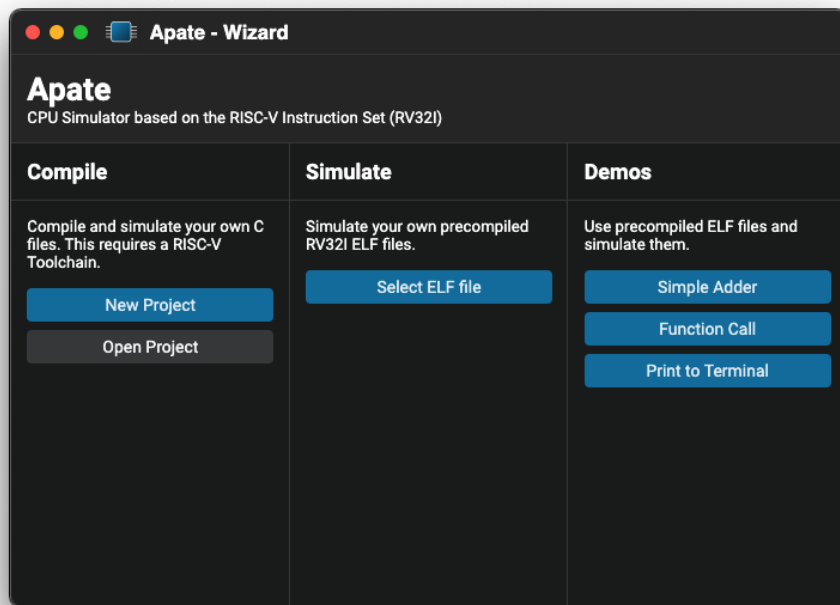 Apate - Wizard
Apate
CPU Simulator based on the RISC-V Instruction Set (RV32I)
Compile
Compile and simulate your own C
files. This requires a RISC-V
Toolchain.
New Project
Open Project
Simulate
Simulate your own precompiled
RV32I ELF files.
Select ELF file
Demos
Use precompiled ELF files and
simulate them.
Simple Adder
Function Call
Print to Terminal